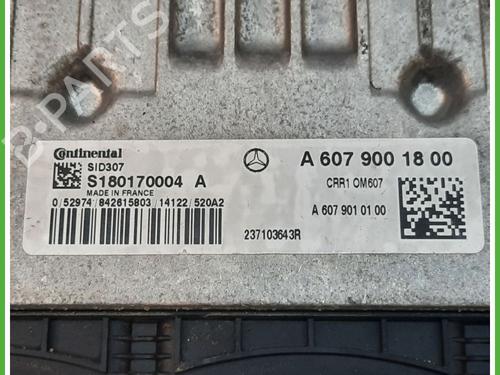 B-PARTS
Continental
SID307
S180170004 A
MADE IN FRANCE
0 / 52974 / 842615803 / 14122 / 520A2
A 607 900 18 00
CRR1 OM607
A 607 901 01 00
237103643R